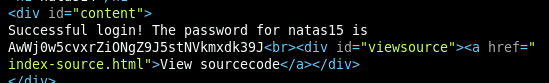 <div id="content">
Successful login! The password for natas15 is
AwWj0w5cvxrZiONgZ9J5stNVkmxdk39J<br><div id="viewsource"><a href="
index-source.html">View sourcecode</a></div>
</div>